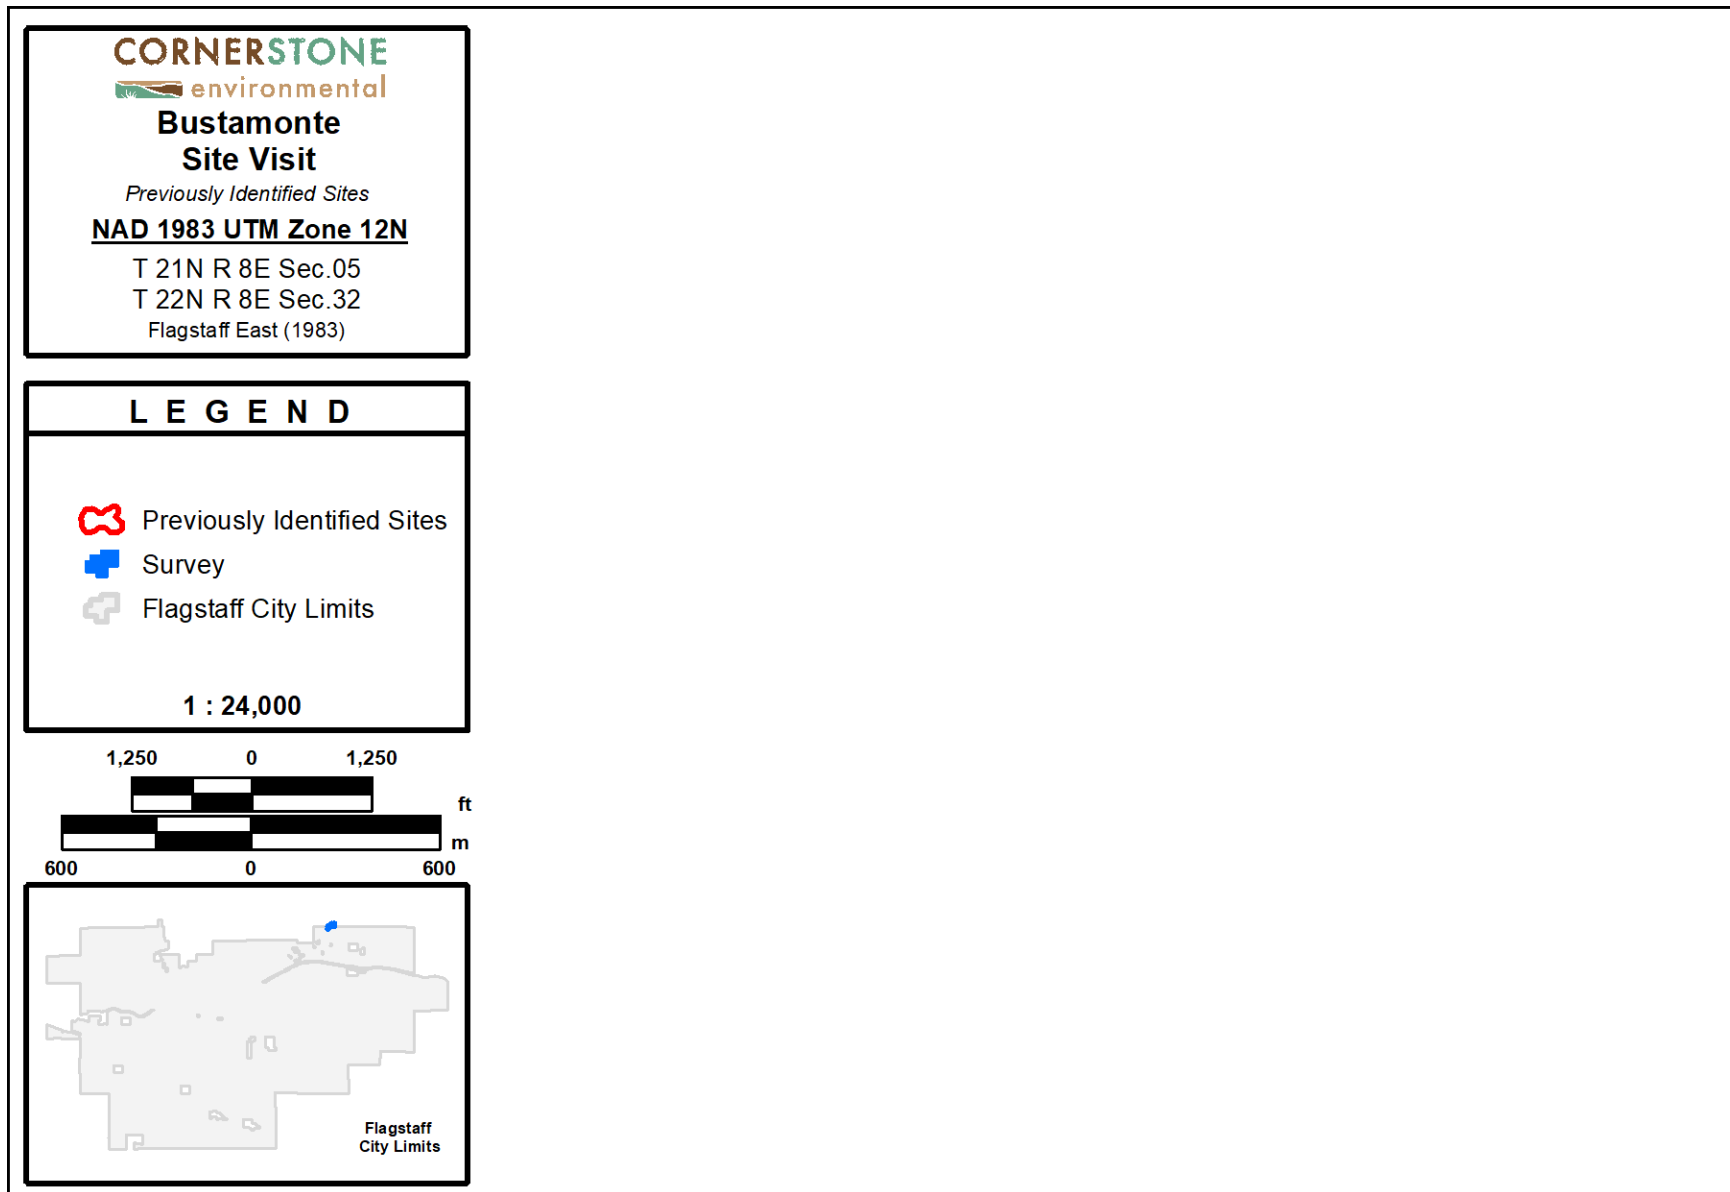 CORNERSTONE
environmental
Bustamonte
Site Visit
Previously Identified Sites
NAD 1983 UTM Zone 12N
T 21N R 8E Sec.05
T 22N R 8E Sec.32
Flagstaff East (1983)
LEGEND
Previously Identified Sites
Survey
Flagstaff City Limits
1 : 24,000
1,250 0 1,250
ft
m
600 0 600
Flagstaff
City Limits